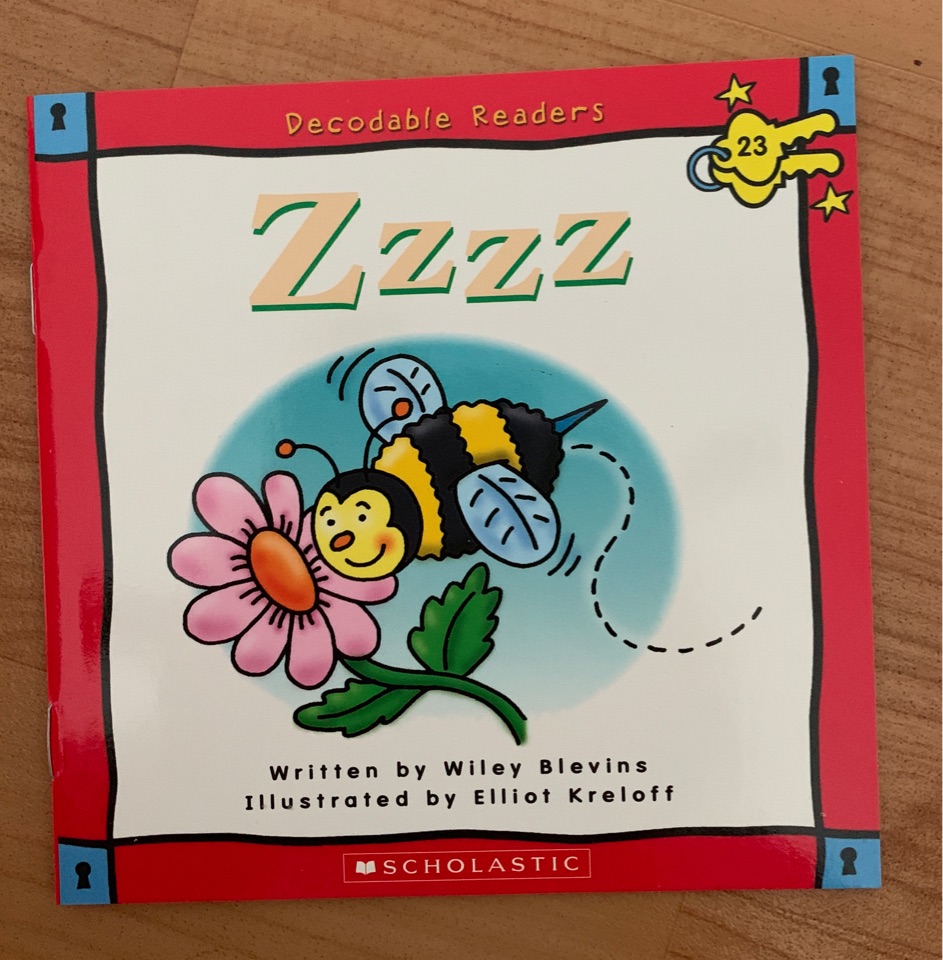 Decodable Readers
23
Zzzz
Written by Wiley Blevins
Illustrated by Elliot Kreloff
SCHOLASTIC